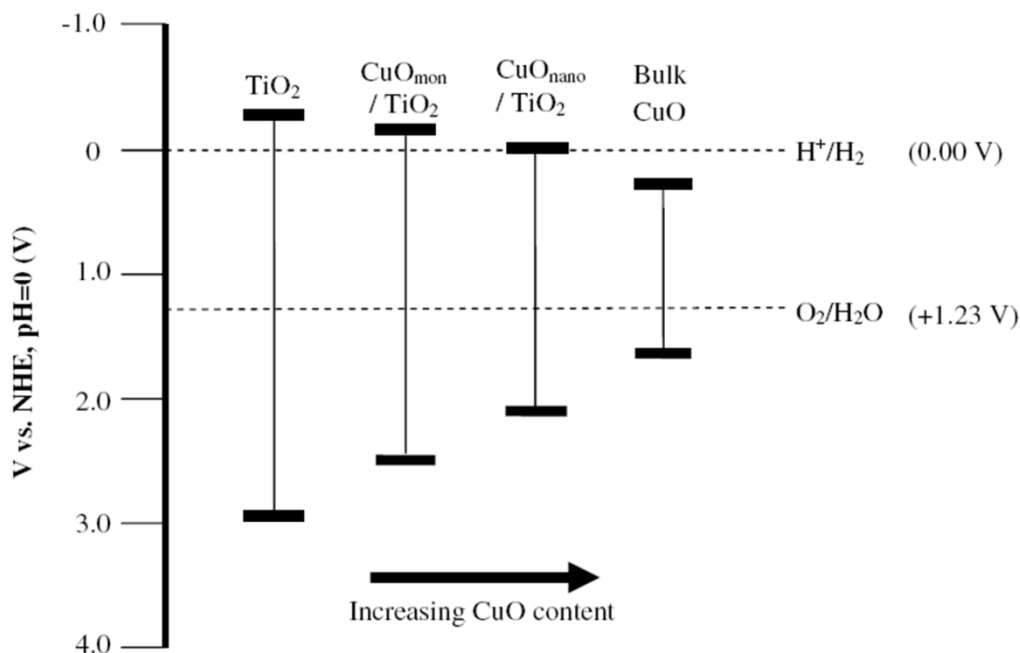 -1.0
0
1.0
2.0
3.0
4.0
V vs. NHE, pH=0 (V)
TiO₂
CuOmon
/ TiO₂
CuOnano
/ TiO₂
Bulk
CuO
H⁺/H₂ (0.00 V)
O₂/H₂O (+1.23 V)
Increasing CuO content